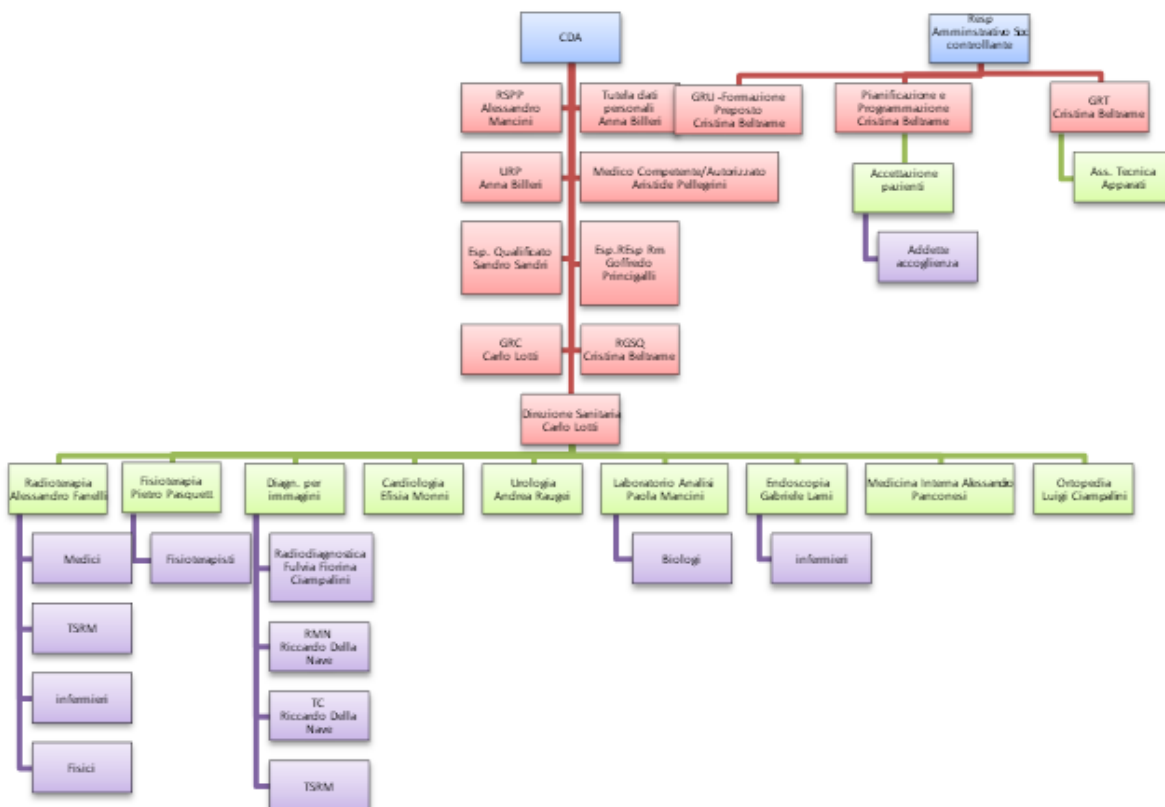 CDA
Resp
Amminstrativo Soc
controllante
RSPP
Alessandro
Mancini
Tutela dati
personali
Anna Billeri
GRU -Formazione
Preposto
Cristina Beltrame
Pianificazione e
Programmazione
Cristina Beltrame
GRT
Cristina Beltrame
URP
Anna Billeri
Medico Competente/Autorizzato
Aristide Pellegrini
Accettazione
pazienti
Ass. Tecnica
Apparati
Esp. Qualificato
Sandro Sandri
Esp.REsp Rm
Goffredo
Princigalli
Addette
accoglienza
GRC
Carlo Lotti
RGSQ
Cristina Beltrame
Direzione Sanitaria
Carlo Lotti
Radioterapia
Alessandro Fanelli
Fisioterapia
Pietro Pasquett
Diagn. per
immagini
Cardiologia
Efisia Monni
Urologia
Andrea Raugei
Laboratorio Analisi
Paola Mancini
Endoscopia
Gabriele Lami
Medicina Interna Alessandro
Panconesi
Ortopedia
Luigi Ciampalini
Medici
Fisioterapisti
Radiodiagnostica
Fulvia Fiorina
Ciampalini
Biologi
infermieri
TSRM
RMN
Riccardo Della
Nave
infermieri
TC
Riccardo Della
Nave
Fisici
TSRM